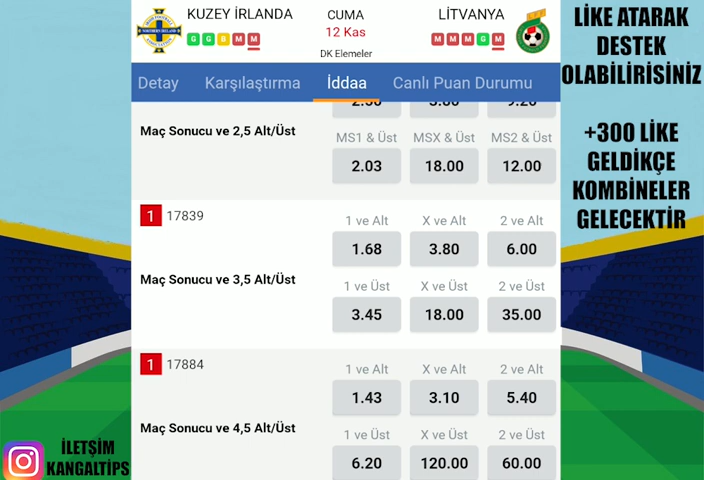 KUZEY İRLANDA
G G B M M
CUMA
12 Kas
DK Elemeler
LİTVANYA
M M M G M
Detay Karşılaştırma İddaa Canlı Puan Durumu
Maç Sonucu ve 2,5 Alt/Üst
MS1 & Üst MSX & Üst MS2 & Üst
2.03 18.00 12.00
1 17839
Maç Sonucu ve 3,5 Alt/Üst
1 ve Alt X ve Alt 2 ve Alt
1.68 3.80 6.00
1 ve Üst X ve Üst 2 ve Üst
3.45 18.00 35.00
1 17884
Maç Sonucu ve 4,5 Alt/Üst
1 ve Alt X ve Alt 2 ve Alt
1.43 3.10 5.40
1 ve Üst X ve Üst 2 ve Üst
6.20 120.00 60.00
LİKE ATARAK
DESTEK
OLABİLİRİSİNİZ
+300 LİKE
GELDİKÇE
KOMBİNELER
GELECEKTİR
İLETŞİM
KANGALTİPS